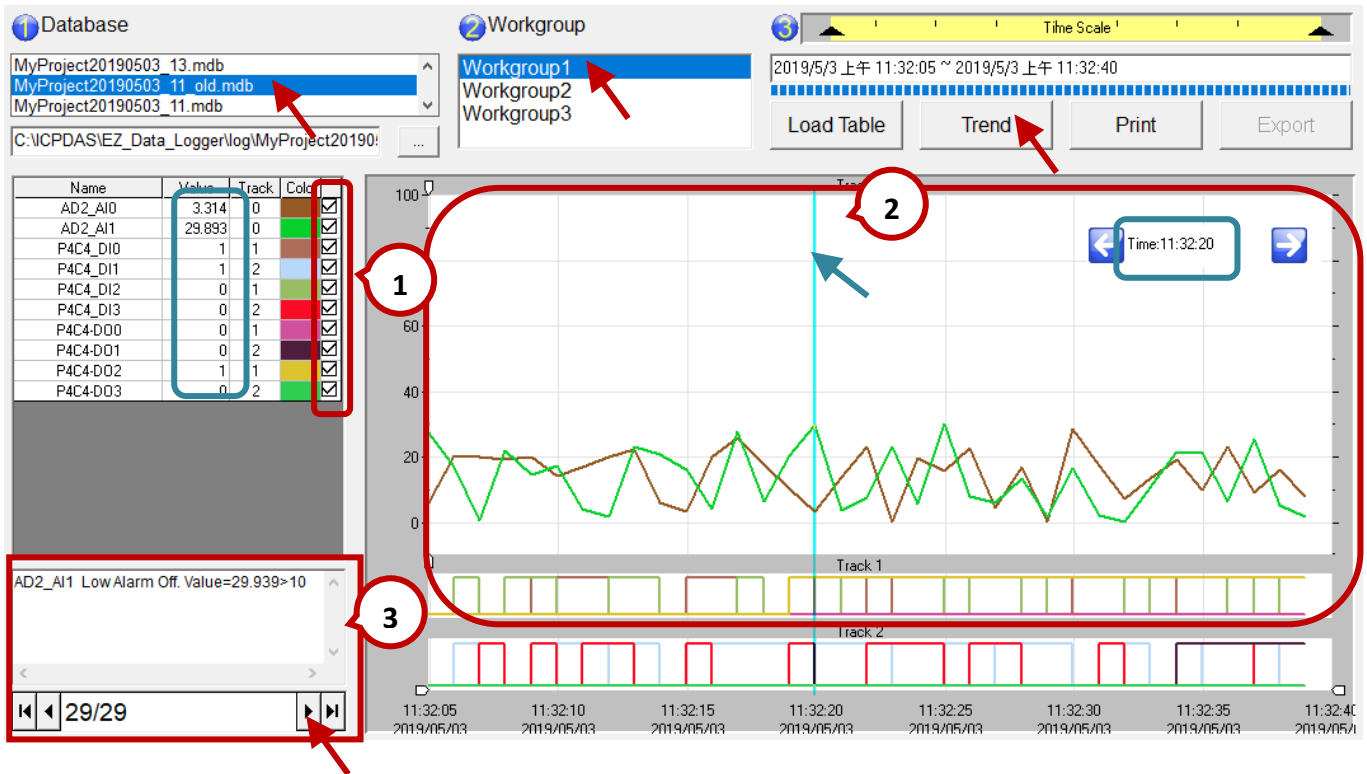 1 Database
MyProject20190503_13.mdb
MyProject20190503_11_old.mdb
MyProject20190503_11.mdb
C:\ICPDAS\EZ_Data_Logger\log\MyProject20190
...
2 Workgroup
Workgroup1
Workgroup2
Workgroup3
3 Time Scale
2019/5/3 上午 11:32:05 ~ 2019/5/3 上午 11:32:40
Load Table
Trend
Print
Export
Name Value Track Color
AD2_AI0 3.314 0
AD2_AI1 29.893 0
P4C4_DI0 1 1
P4C4_DI1 1 2
P4C4_DI2 0 1
P4C4_DI3 0 2
P4C4-DO0 0 1
P4C4-DO1 0 2
P4C4-DO2 1 1
P4C4-DO3 0 2
1
2
Time:11:32:20
100
60
40
20
0
Track 1
Track 2
AD2_AI1 Low Alarm Off. Value=29.939>10
3
29/29
11:32:05 11:32:10 11:32:15 11:32:20 11:32:25 11:32:30 11:32:35 11:32:40
2019/05/03 2019/05/03 2019/05/03 2019/05/03 2019/05/03 2019/05/03 2019/05/03